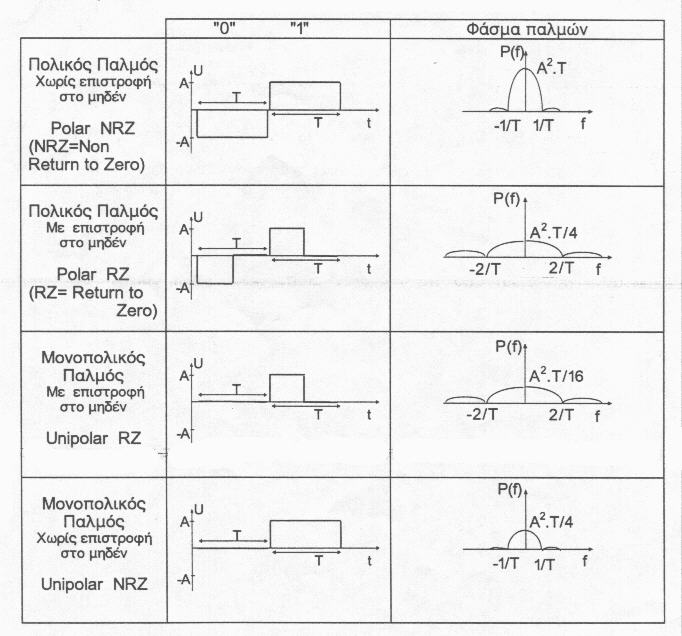 "0" "1" Φάσμα παλμών
Πολικός Παλμός
Χωρίς επιστροφή
στο μηδέν
Polar NRZ
(NRZ=Non
Return to Zero)
U
A
T
T
t
-A
P(f)
A².T
-1/T 1/T f
Πολικός Παλμός
Με επιστροφή
στο μηδέν
Polar RZ
(RZ= Return to
Zero)
U
A
T
T
t
-A
P(f)
A².T/4
-2/T 2/T f
Μονοπολικός
Παλμός
Με επιστροφή
στο μηδέν
Unipolar RZ
U
A
T
T
t
-A
P(f)
A².T/16
-2/T 2/T f
Μονοπολικός
Παλμός
Χωρίς επιστροφή
στο μηδέν
Unipolar NRZ
U
A
T
T
t
-A
P(f)
A².T/4
-1/T 1/T f